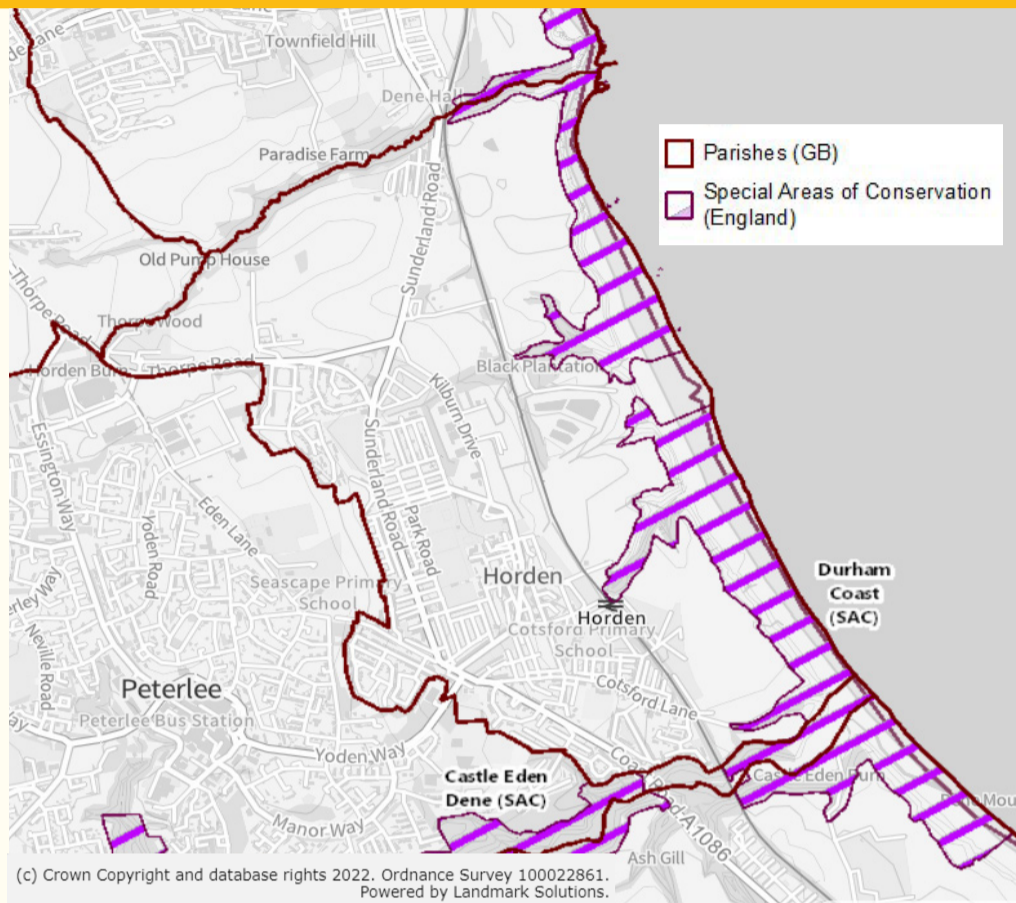 de Lane
Townfield Hill
Dene Hall
Paradise Farm
Sunderland Road
Parishes (GB)
Special Areas of Conservation
(England)
Old Pump House
Thorpe Road
Thorpe Wood
Horden Burn
Thorpe Road
Black Plantation
Kilburn Drive
Essington Way
Sunderland Road
Park Road
Eden Lane
Yoden Road
Seascape Primary
School
Horden
Horden
Cotsford Primary
School
Durham
Coast
(SAC)
erley Way
Neville Road
Peterlee
Peterlee Bus Station
Cotsford Lane
Yoden Way
Castle Eden
Dene (SAC)
Coast Road A1086
Castle Eden Burn
Manor Way
Ash Gill
(c) Crown Copyright and database rights 2022. Ordnance Survey 100022861.
Powered by Landmark Solutions.